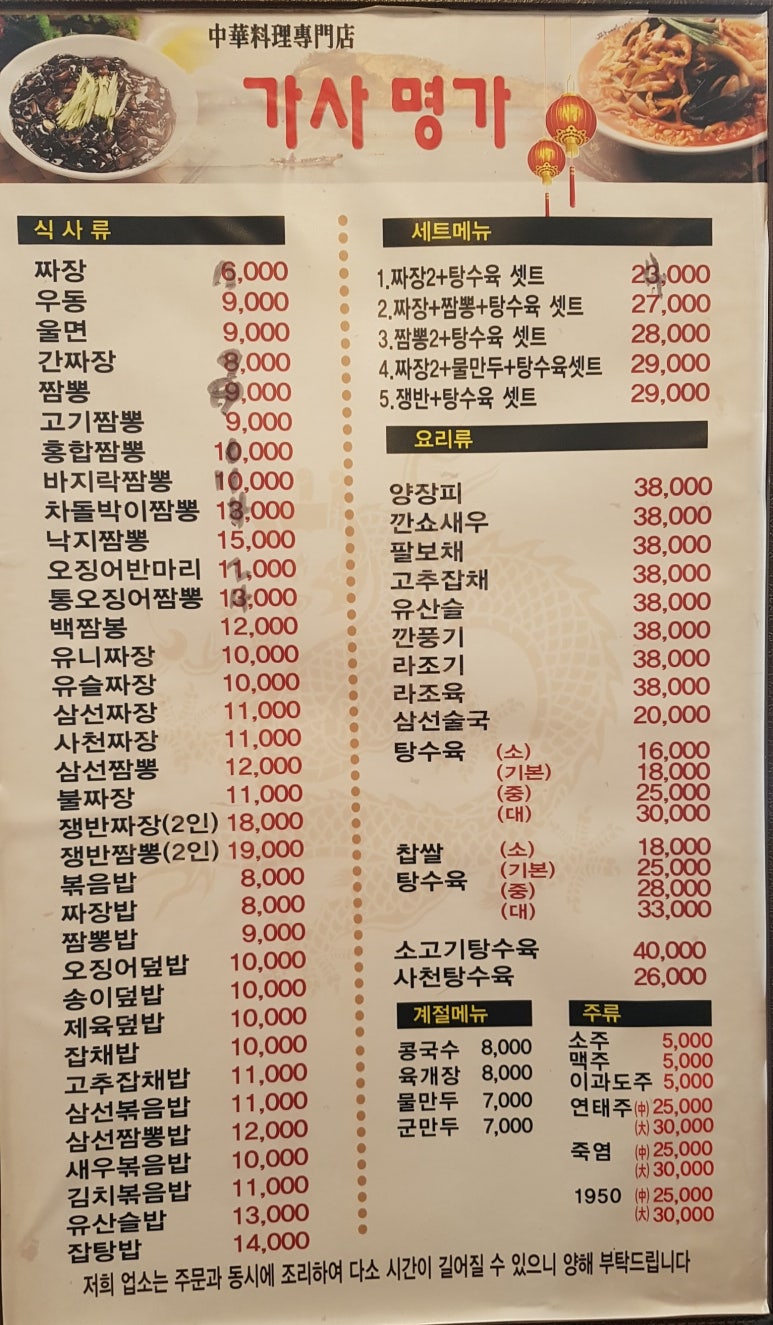 中華料理專門店
가사 명가
식사류
짜장 6,000
우동 9,000
울면 9,000
간짜장 8,000
짬뽕 9,000
고기짬뽕 9,000
홍합짬뽕 10,000
바지락짬뽕 10,000
차돌박이짬뽕 13,000
낙지짬뽕 15,000
오징어반마리 11,000
통오징어짬뽕 13,000
백짬봉 12,000
유니짜장 10,000
유슬짜장 10,000
삼선짜장 11,000
사천짜장 11,000
삼선짬뽕 12,000
불짜장 11,000
쟁반짜장(2인) 18,000
쟁반짬뽕(2인) 19,000
볶음밥 8,000
짜장밥 8,000
짬뽕밥 9,000
오징어덮밥 10,000
송이덮밥 10,000
제육덮밥 10,000
잡채밥 10,000
고추잡채밥 11,000
삼선볶음밥 11,000
삼선짬뽕밥 12,000
새우볶음밥 10,000
김치볶음밥 11,000
유산슬밥 13,000
잡탕밥 14,000
세트메뉴
1.짜장2+탕수육 셋트 23,000
2.짜장+짬뽕+탕수육 셋트 27,000
3.짬뽕2+탕수육 셋트 28,000
4.짜장2+물만두+탕수육셋트 29,000
5.쟁반+탕수육 셋트 29,000
요리류
양장피 38,000
깐쇼새우 38,000
팔보채 38,000
고추잡채 38,000
유산슬 38,000
깐풍기 38,000
라조기 38,000
라조육 38,000
삼선술국 20,000
탕수육 (소) 16,000
(기본) 18,000
(중) 25,000
(대) 30,000
찹쌀 (소) 18,000
탕수육 (기본) 25,000
(중) 28,000
(대) 33,000
소고기탕수육 40,000
사천탕수육 26,000
계절메뉴
콩국수 8,000
육개장 8,000
물만두 7,000
군만두 7,000
주류
소주 5,000
맥주 5,000
이과도주 5,000
연태주 (中) 25,000
(大) 30,000
죽엽 (中) 25,000
(大) 30,000
1950 (中) 25,000
(大) 30,000
저희 업소는 주문과 동시에 조리하여 다소 시간이 길어질 수 있으니 양해 부탁드립니다